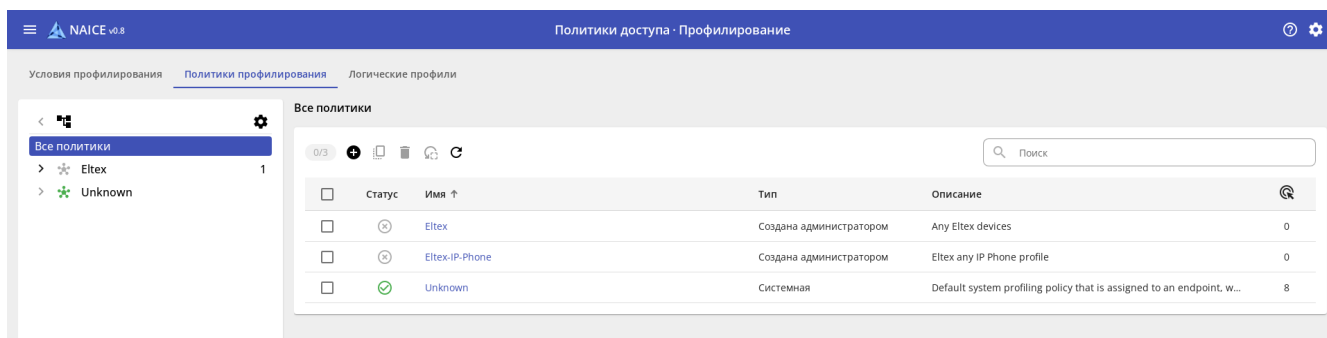 NAICE v0.8
Политики доступа · Профилирование
Условия профилирования Политики профилирования Логические профили
Все политики
Eltex 1
Unknown
Все политики
0/3
Поиск
Статус Имя Тип Описание
Eltex Создана администратором Any Eltex devices 0
Eltex-IP-Phone Создана администратором Eltex any IP Phone profile 0
Unknown Системная Default system profiling policy that is assigned to an endpoint, w... 8